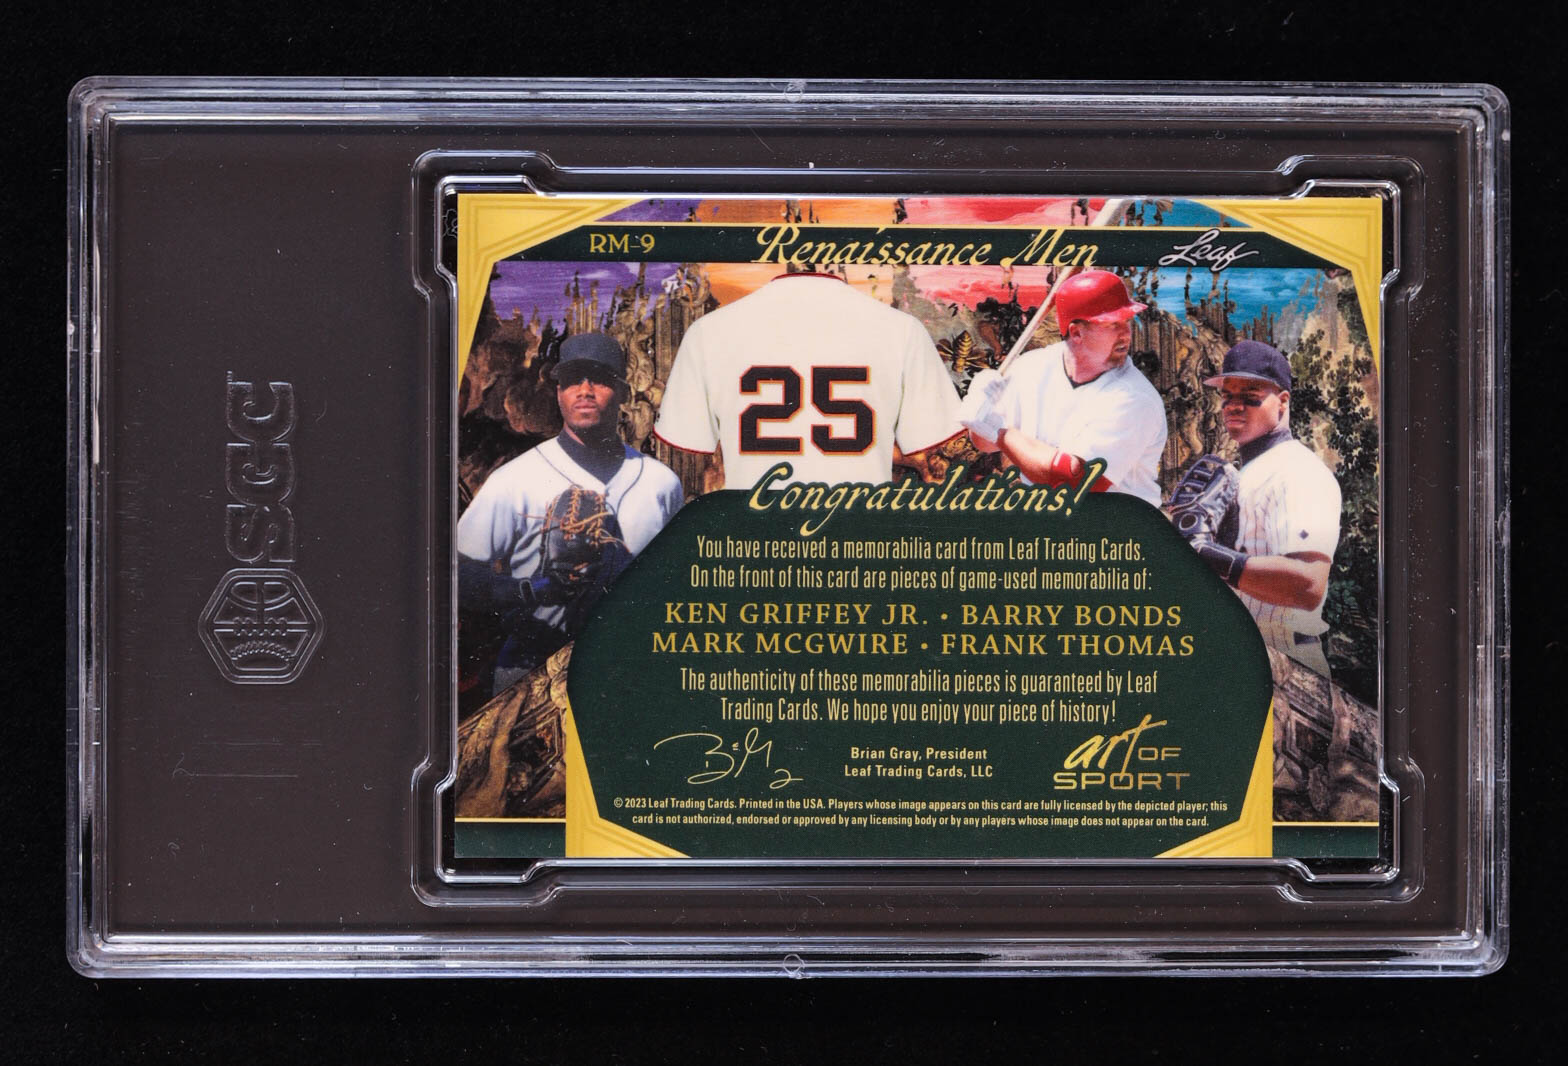 RM-9
Renaissance Men
Leaf
25
Congratulations!
You have received a memorabilia card from Leaf Trading Cards.
On the front of this card are pieces of game-used memorabilia of:
KEN GRIFFEY JR. · BARRY BONDS
MARK MCGWIRE · FRANK THOMAS
The authenticity of these memorabilia pieces is guaranteed by Leaf
Trading Cards. We hope you enjoy your piece of history!
Brian Gray, President
Leaf Trading Cards, LLC
art OF
SPORT
© 2023 Leaf Trading Cards. Printed in the USA. Players whose image appears on this card are fully licensed by the depicted player; this
card is not authorized, endorsed or approved by any licensing body or by any players whose image does not appear on the card.
SGC